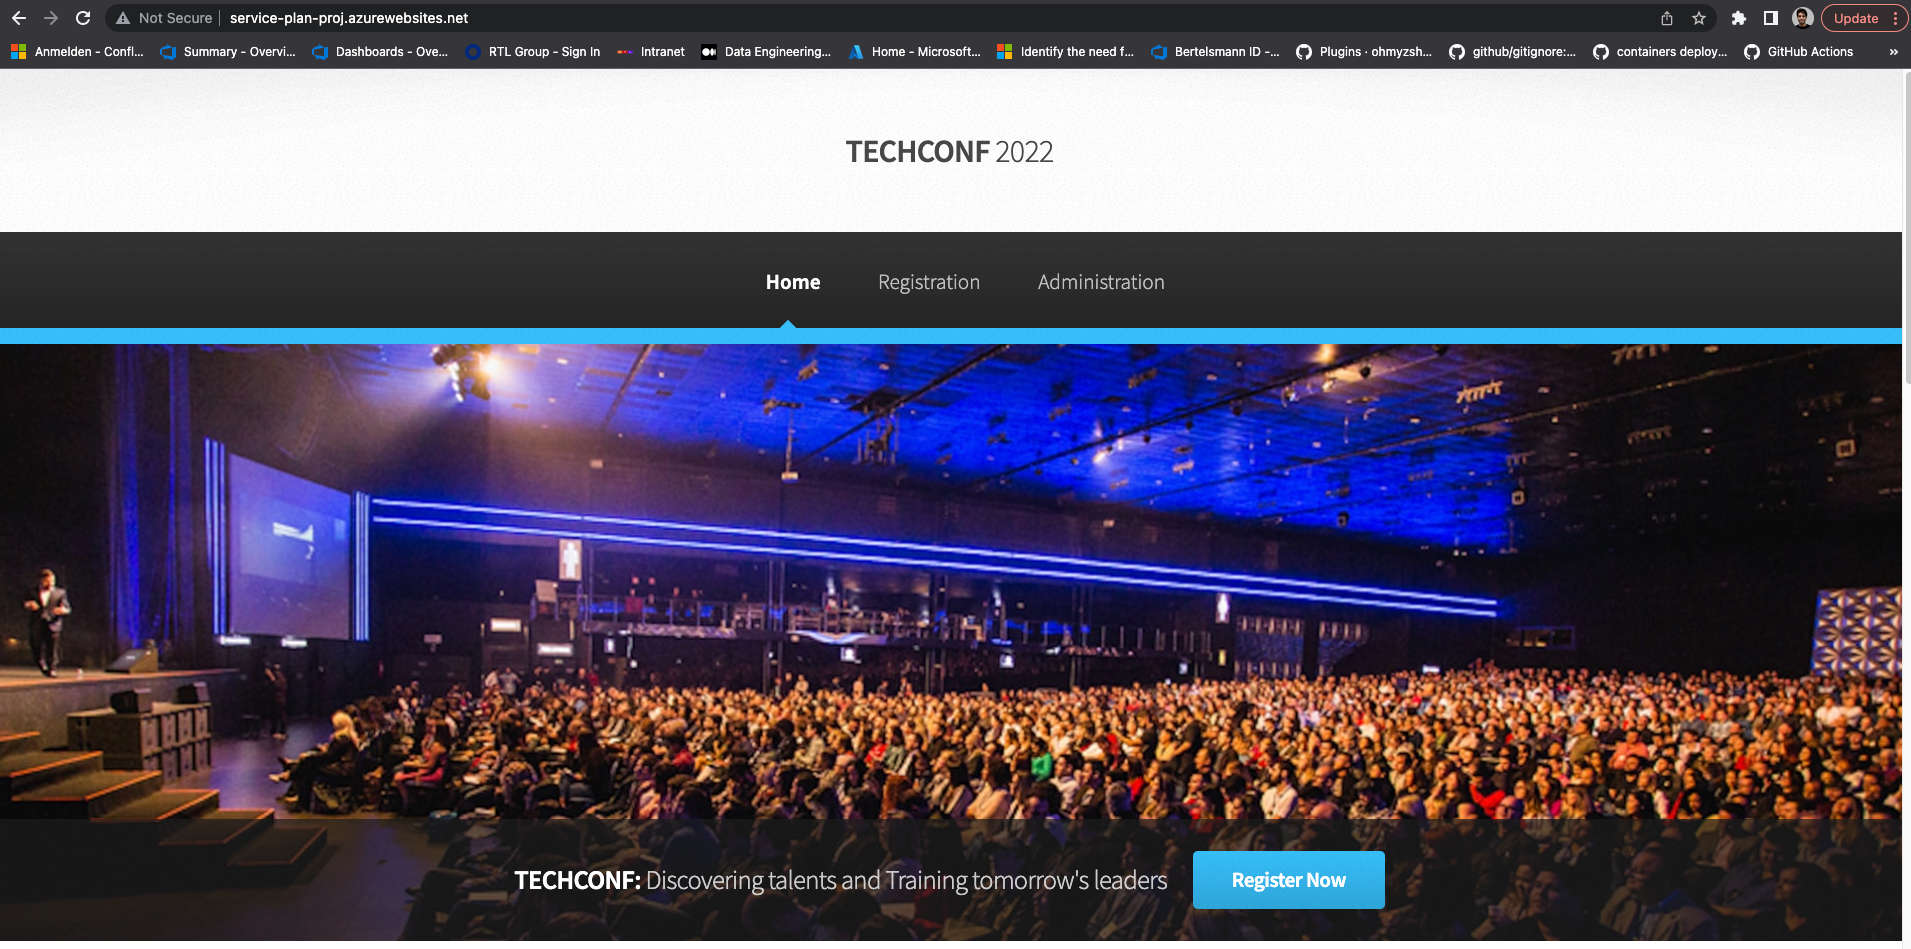 Not Secure service-plan-proj.azurewebsites.net Update
Anmelden - Confl... Summary - Overvi... Dashboards - Ove... RTL Group - Sign In Intranet Data Engineering... Home - Microsoft... Identify the need f... Bertelsmann ID -... Plugins · ohmyzsh... github/gitignore:... containers deploy... GitHub Actions »
TECHCONF 2022
Home Registration Administration
TECHCONF: Discovering talents and Training tomorrow's leaders Register Now